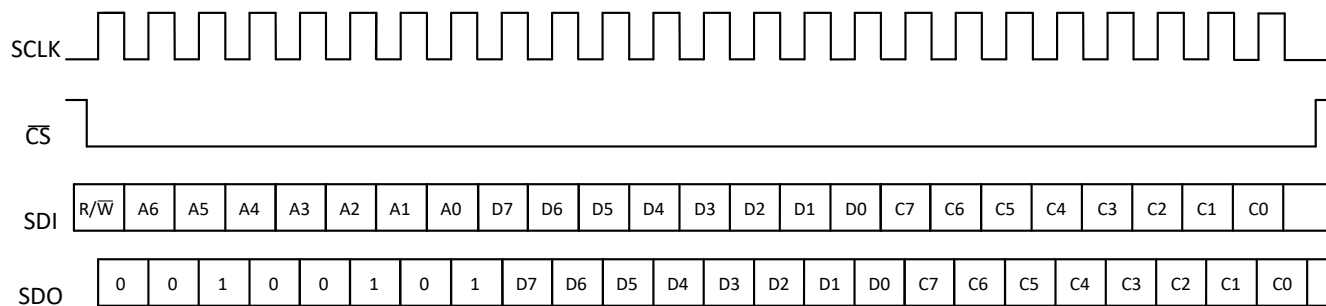 SCLK
C̅S̅
SDI R/W̅ A6 A5 A4 A3 A2 A1 A0 D7 D6 D5 D4 D3 D2 D1 D0 C7 C6 C5 C4 C3 C2 C1 C0
SDO 0 0 1 0 0 1 0 1 D7 D6 D5 D4 D3 D2 D1 D0 C7 C6 C5 C4 C3 C2 C1 C0